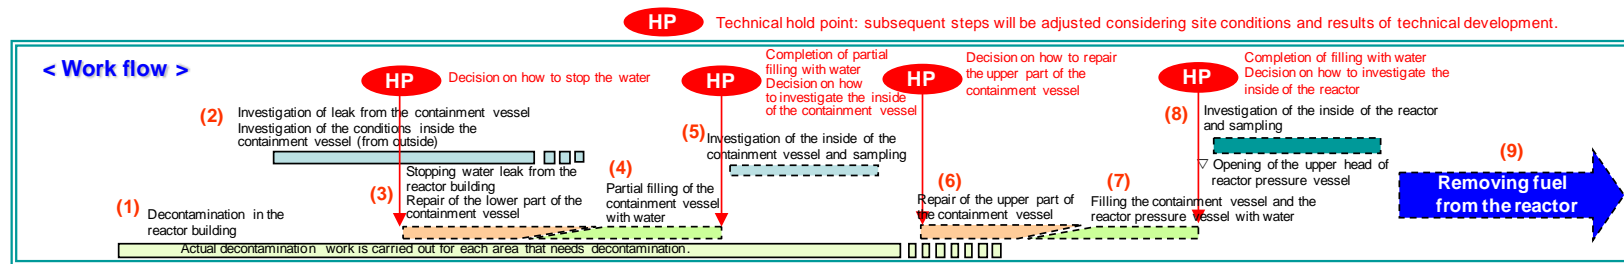 HP Technical hold point: subsequent steps will be adjusted considering site conditions and results of technical development.
< Work flow >
HP
Decision on how to stop the water
HP
Completion of partial
filling with water
Decision on how
to investigate the inside
of the containment vessel
HP
Decision on how to repair
the upper part of the
containment vessel
HP
Completion of filling with water
Decision on how to investigate the
inside of the reactor
(2)
Investigation of leak from the containment vessel
Investigation of the conditions inside the
containment vessel (from outside)
(5)
Investigation of the inside of the
containment vessel and sampling
(8)
Investigation of the inside of the reactor
and sampling
▽ Opening of the upper head of
reactor pressure vessel
(3)
Stopping water leak from the
reactor building
Repair of the lower part of the
containment vessel
(4)
Partial filling of the
containment vessel
with water
(6)
Repair of the upper part of
the containment vessel
(7)
Filling the containment vessel and the
reactor pressure vessel with water
(9)
Removing fuel
from the reactor
(1)
Decontamination in the
reactor building
Actual decontamination work is carried out for each area that needs decontamination.